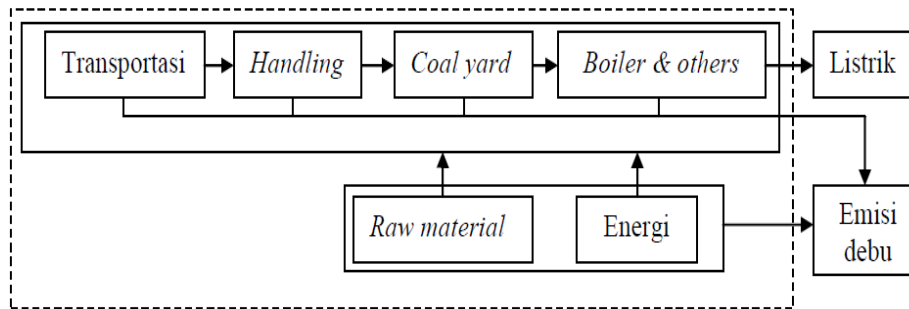 Transportasi
Handling
Coal yard
Boiler & others
Listrik
Raw material
Energi
Emisi
debu